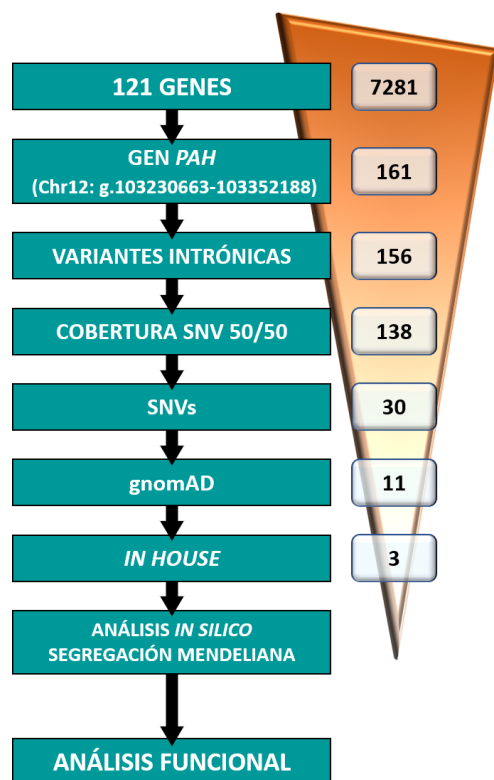 121 GENES
7281
GEN PAH
(Chr12: g.103230663-103352188)
161
VARIANTES INTRÓNICAS
156
COBERTURA SNV 50/50
138
SNVs
30
gnomAD
11
IN HOUSE
3
ANÁLISIS IN SILICO
SEGREGACIÓN MENDELIANA
ANÁLISIS FUNCIONAL